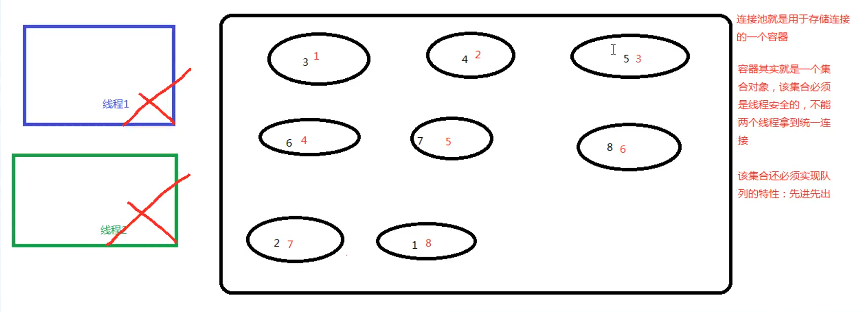 连接池就是用于存储连接
的一个容器
3 1
4 2
5 3
线程1
容器其实就是一个集
合对象，该集合必须
是线程安全的，不能
两个线程拿到统一连
接
6 4
7 5
8 6
该集合还必须实现队
列的特性：先进先出
线程2
2 7
1 8